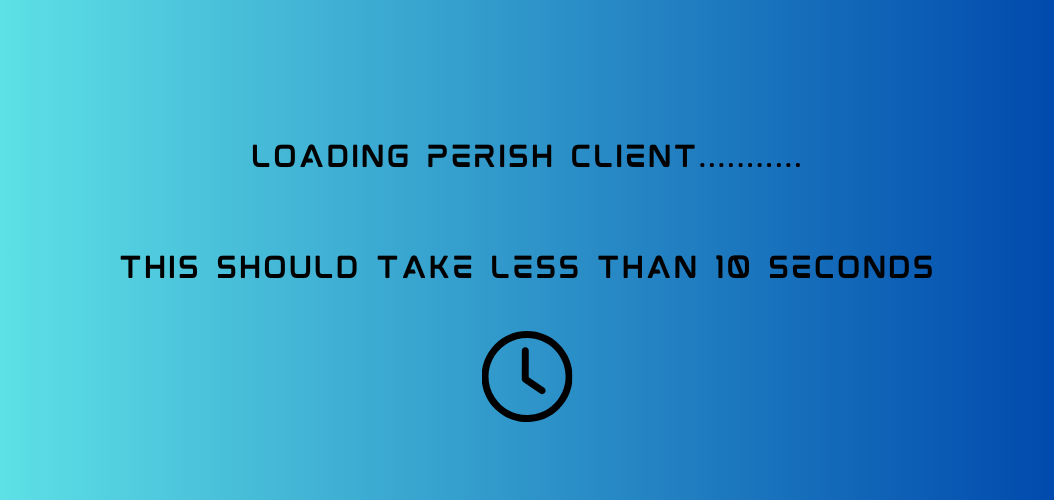 LOADING PERISH CLIENT...........
THIS SHOULD TAKE LESS THAN 10 SECONDS